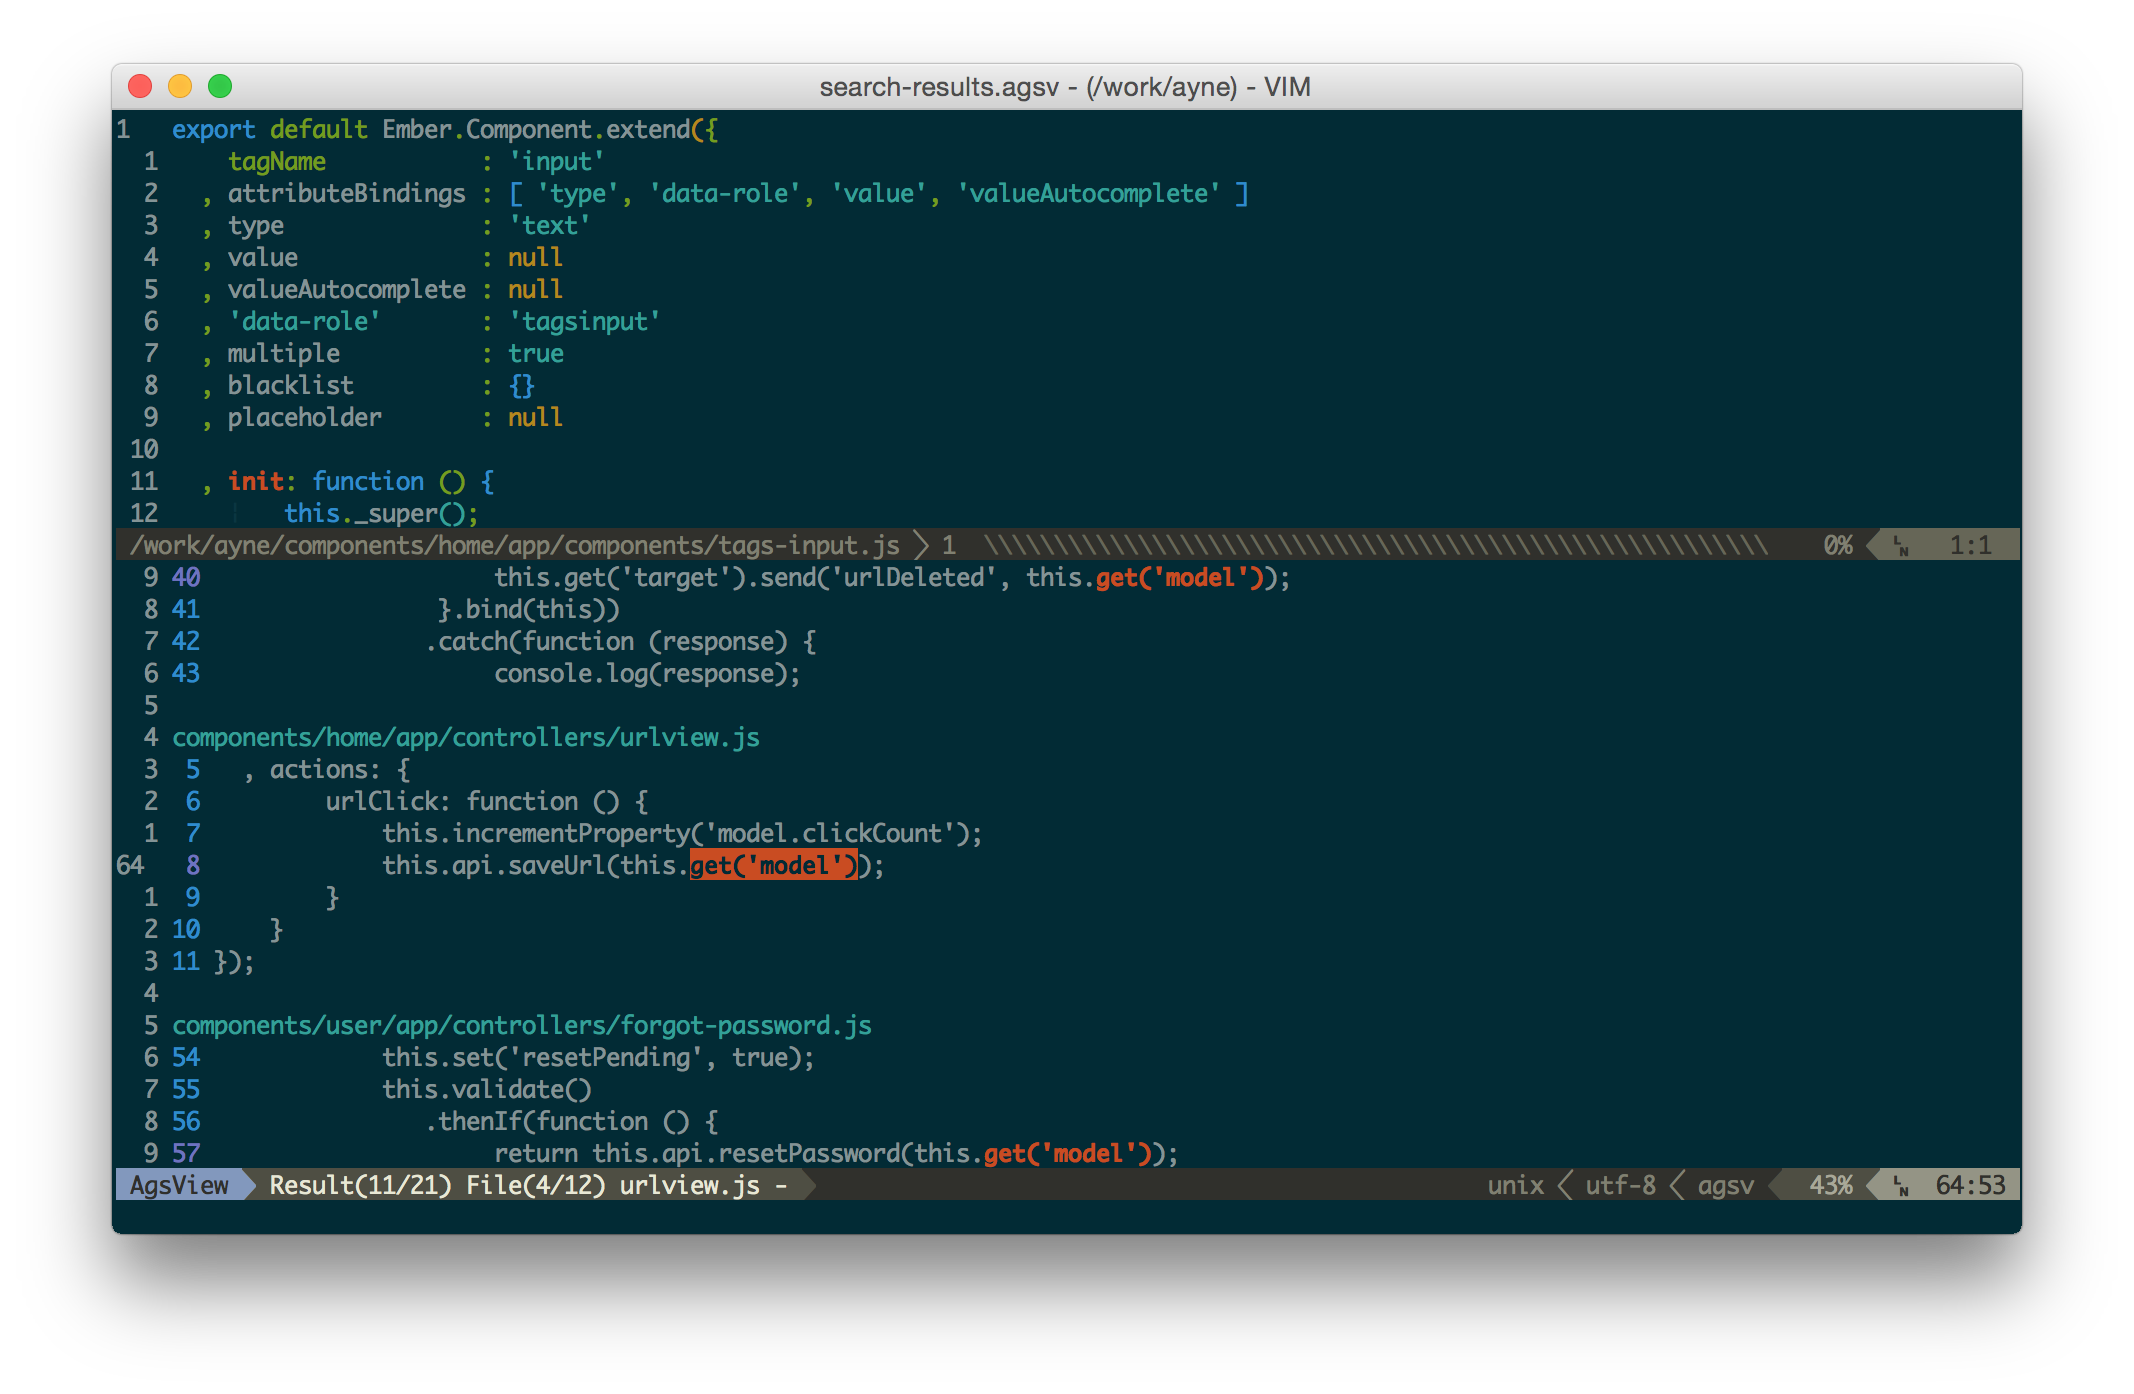 search-results.agsv - (/work/ayne) - VIM
1   export default Ember.Component.extend({
  1     tagName           : 'input'
  2   , attributeBindings : [ 'type', 'data-role', 'value', 'valueAutocomplete' ]
  3   , type              : 'text'
  4   , value             : null
  5   , valueAutocomplete : null
  6   , 'data-role'       : 'tagsinput'
  7   , multiple          : true
  8   , blacklist         : {}
  9   , placeholder       : null
 10
 11   , init: function () {
 12         this._super();
/work/ayne/components/home/app/components/tags-input.js 1 \\\\\\\\\\\\\\\\\\\\\\\\\\\\\\\\\\\\\\\\\\\\\\\\\\\\\\\\ 0% LN 1:1
  9 40                     this.get('target').send('urlDeleted', this.get('model'));
  8 41                 }.bind(this))
  7 42                .catch(function (response) {
  6 43                     console.log(response);
  5
  4 components/home/app/controllers/urlview.js
  3  5   , actions: {
  2  6         urlClick: function () {
  1  7             this.incrementProperty('model.clickCount');
64   8             this.api.saveUrl(this.get('model'));
  1  9         }
  2 10     }
  3 11 });
  4
  5 components/user/app/controllers/forgot-password.js
  6 54             this.set('resetPending', true);
  7 55             this.validate()
  8 56                .thenIf(function () {
  9 57                     return this.api.resetPassword(this.get('model'));
AgsView Result(11/21) File(4/12) urlview.js - unix utf-8 agsv 43% LN 64:53